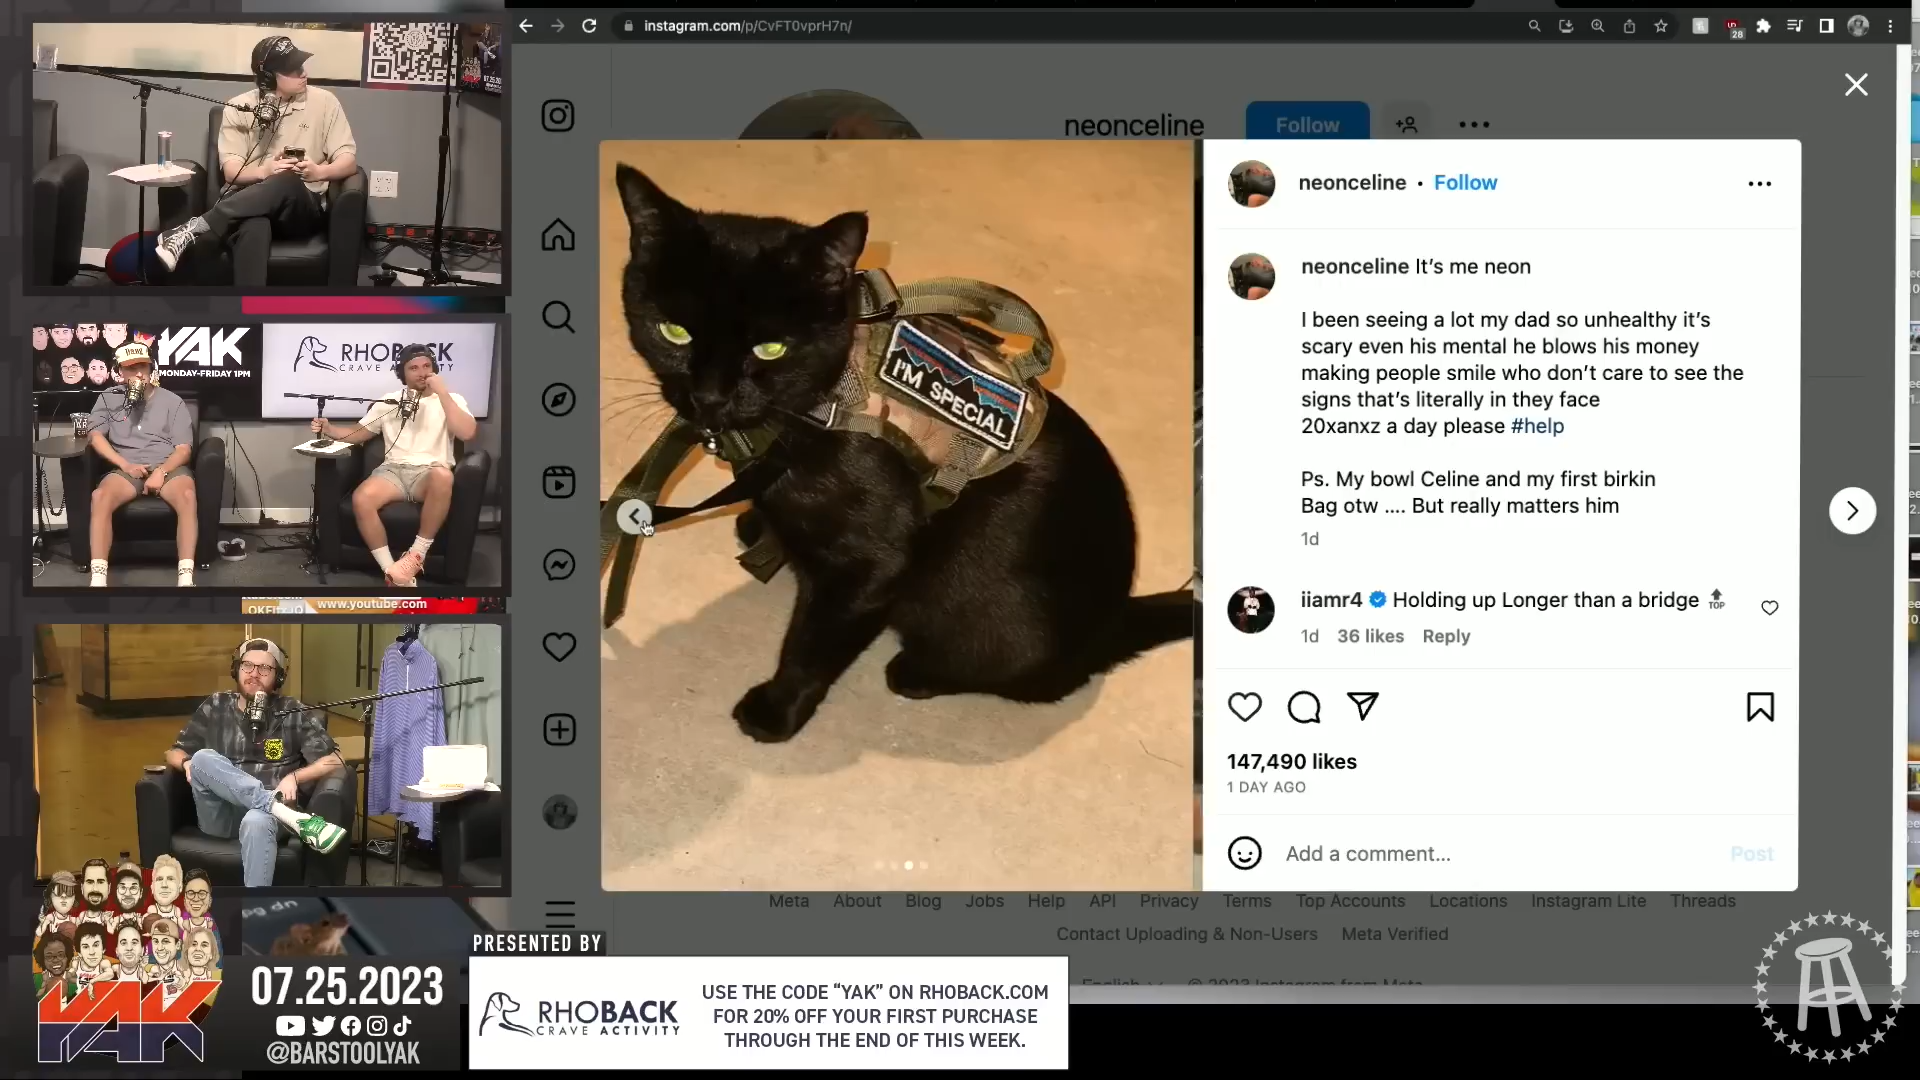 instagram.com/p/CvFT0vprH7n/
28
neonceline
Follow
neonceline • Follow
neonceline It's me neon
I been seeing a lot my dad so unhealthy it's
scary even his mental he blows his money
making people smile who don't care to see the
signs that's literally in they face
20xanxz a day please #help
Ps. My bowl Celine and my first birkin
Bag otw .... But really matters him
1d
iiamr4 Holding up Longer than a bridge
TOP
1d 36 likes Reply
147,490 likes
1 DAY AGO
Add a comment...
Post
I'M SPECIAL
Meta About Blog Jobs Help API Privacy Terms Top Accounts Locations Instagram Lite Threads
Contact Uploading & Non-Users Meta Verified
YAK
MONDAY-FRIDAY 1PM
RHOBACK
CRAVE ACTIVITY
www.youtube.com
pg dn
YAK
07.25.2023
@BARSTOOLYAK
PRESENTED BY
RHOBACK
CRAVE ACTIVITY
USE THE CODE "YAK" ON RHOBACK.COM
FOR 20% OFF YOUR FIRST PURCHASE
THROUGH THE END OF THIS WEEK.